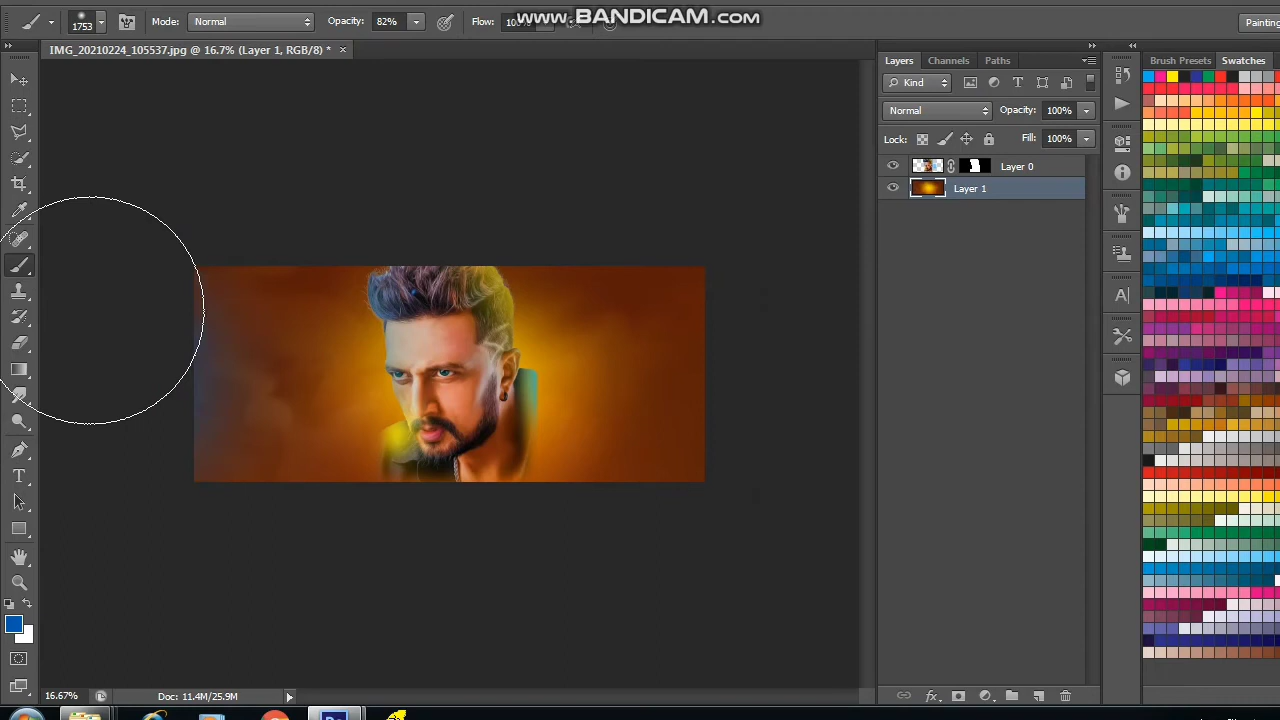 www.BANDICAM.com
1753
Mode: Normal
Opacity: 82%
Flow: 100%
Painting
IMG_20210224_105537.jpg @ 16.7% (Layer 1, RGB/8) *
Layers
Channels
Paths
Brush Presets
Swatches
Kind
Normal
Opacity: 100%
Lock:
Fill: 100%
Layer 0
Layer 1
16.67%
Doc: 11.4M/25.9M